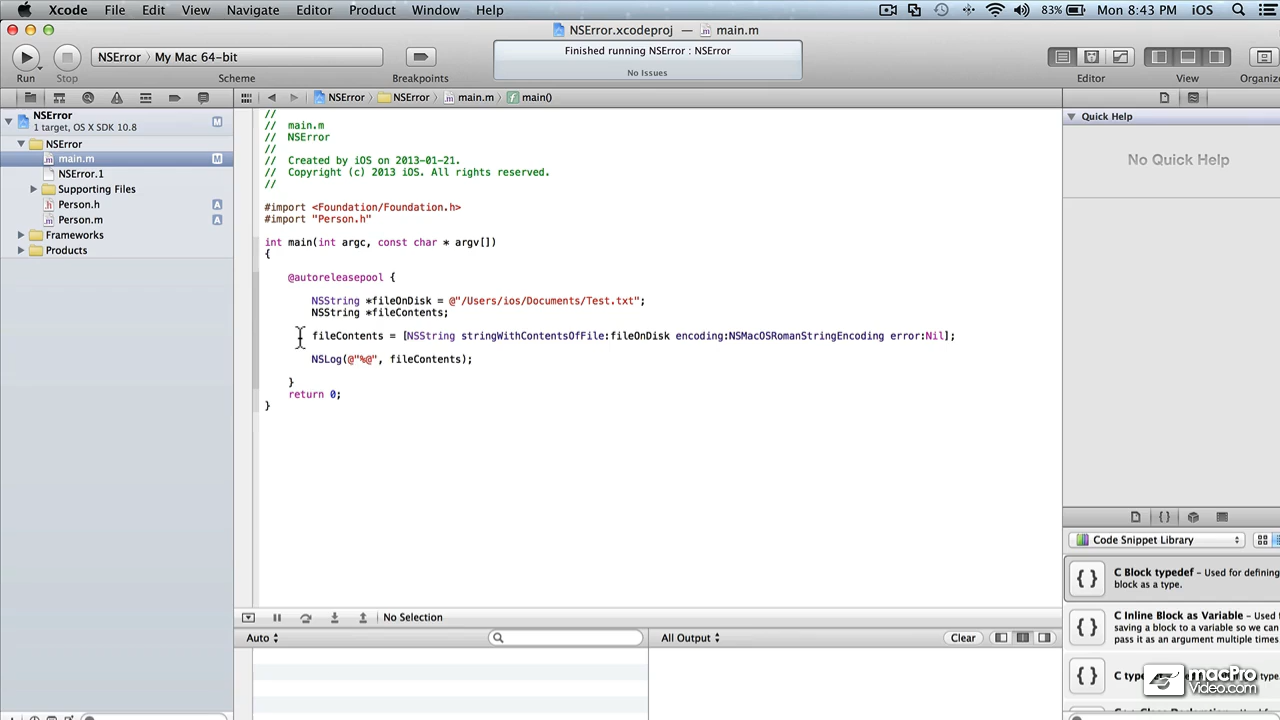 Xcode File Edit View Navigate Editor Product Window Help 83% Mon 8:43 PM iOS
NSError.xcodeproj — main.m
NSError My Mac 64-bit
Finished running NSError : NSError
No Issues
Run Stop Scheme Breakpoints Editor View Organiz
NSError NSError main.m main()
NSError
1 target, OS X SDK 10.8
M
NSError
main.m M
NSError.1
Supporting Files
Person.h A
Person.m A
Frameworks
Products
//
// main.m
// NSError
//
// Created by iOS on 2013-01-21.
// Copyright (c) 2013 iOS. All rights reserved.
//
#import <Foundation/Foundation.h>
#import "Person.h"
int main(int argc, const char * argv[])
{
@autoreleasepool {
NSString *fileOnDisk = @"/Users/ios/Documents/Test.txt";
NSString *fileContents;
fileContents = [NSString stringWithContentsOfFile:fileOnDisk encoding:NSMacOSRomanStringEncoding error:Nil];
NSLog(@"%@", fileContents);
}
return 0;
}
Quick Help
No Quick Help
Code Snippet Library
{ } C Block typedef – Used for defining
block as a type.
{ } C Inline Block as Variable – Used f
saving a block to a variable so we can
pass it as an argument multiple times
{ } C type
No Selection
Auto
All Output
Clear
macPro
Video.com